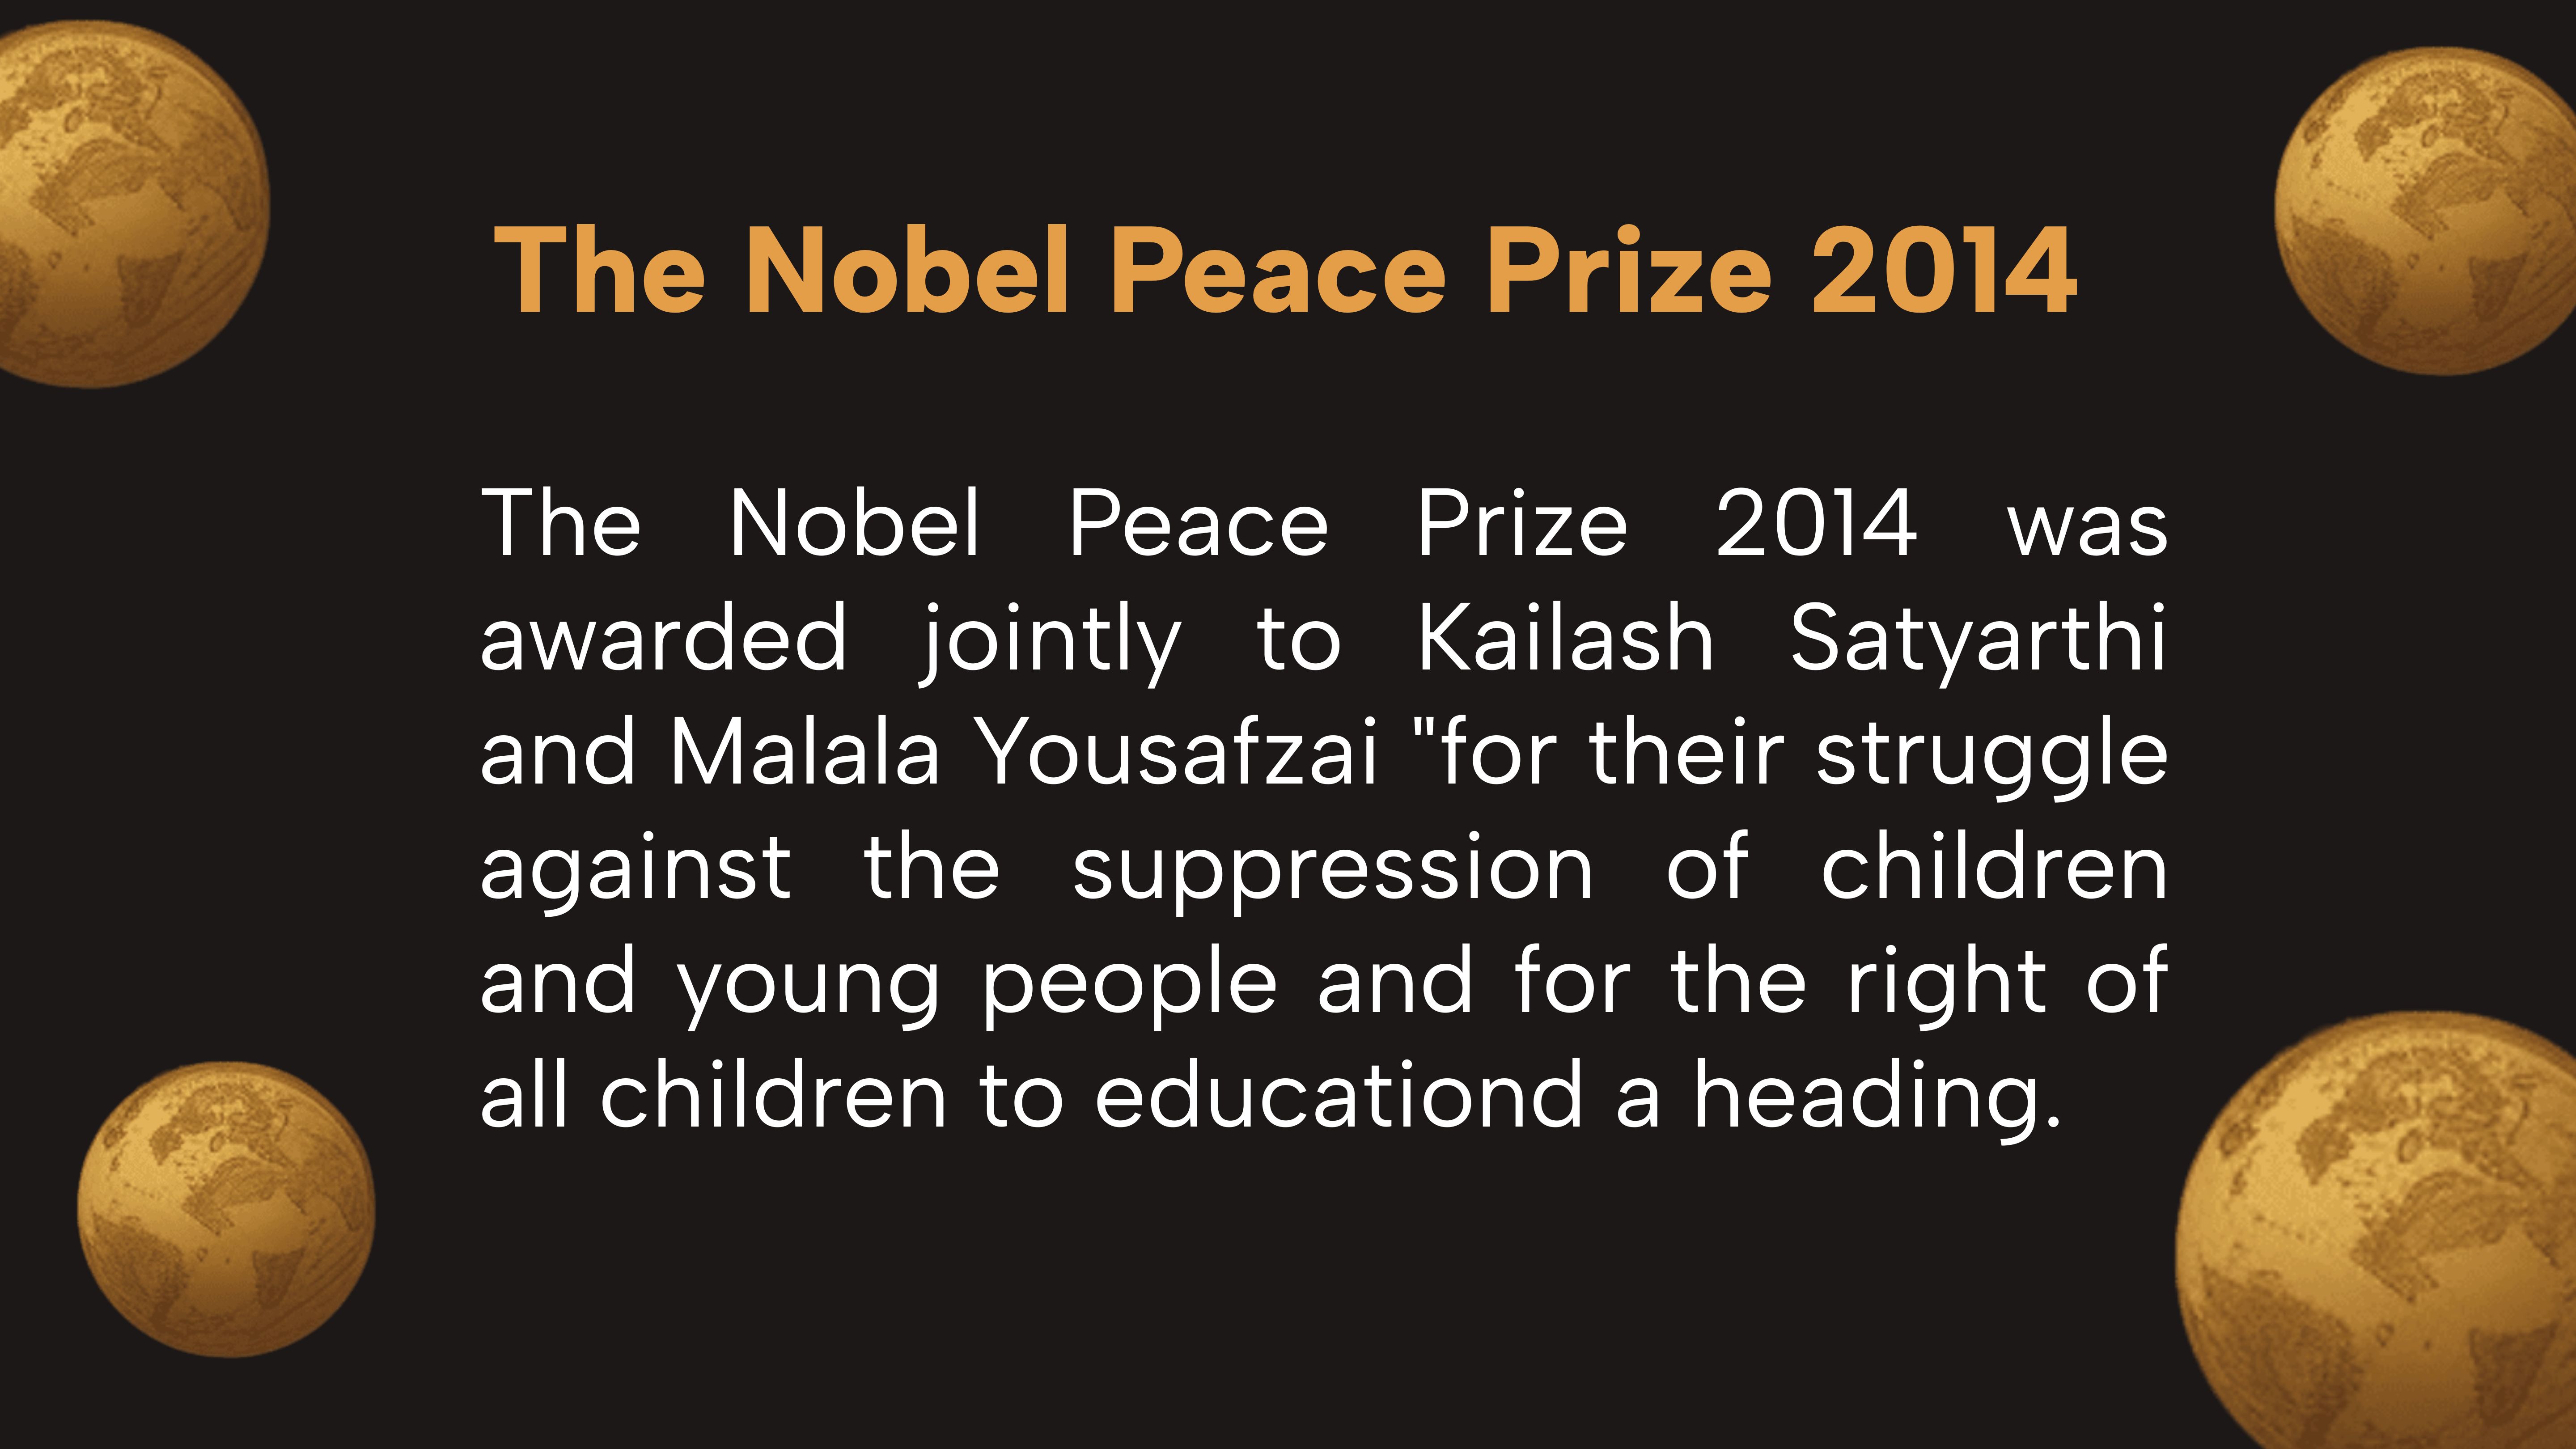 The Nobel Peace Prize 2014
The Nobel Peace Prize 2014 was
awarded jointly to Kailash Satyarthi
and Malala Yousafzai "for their struggle
against the suppression of children
and young people and for the right of
all children to educationd a heading.